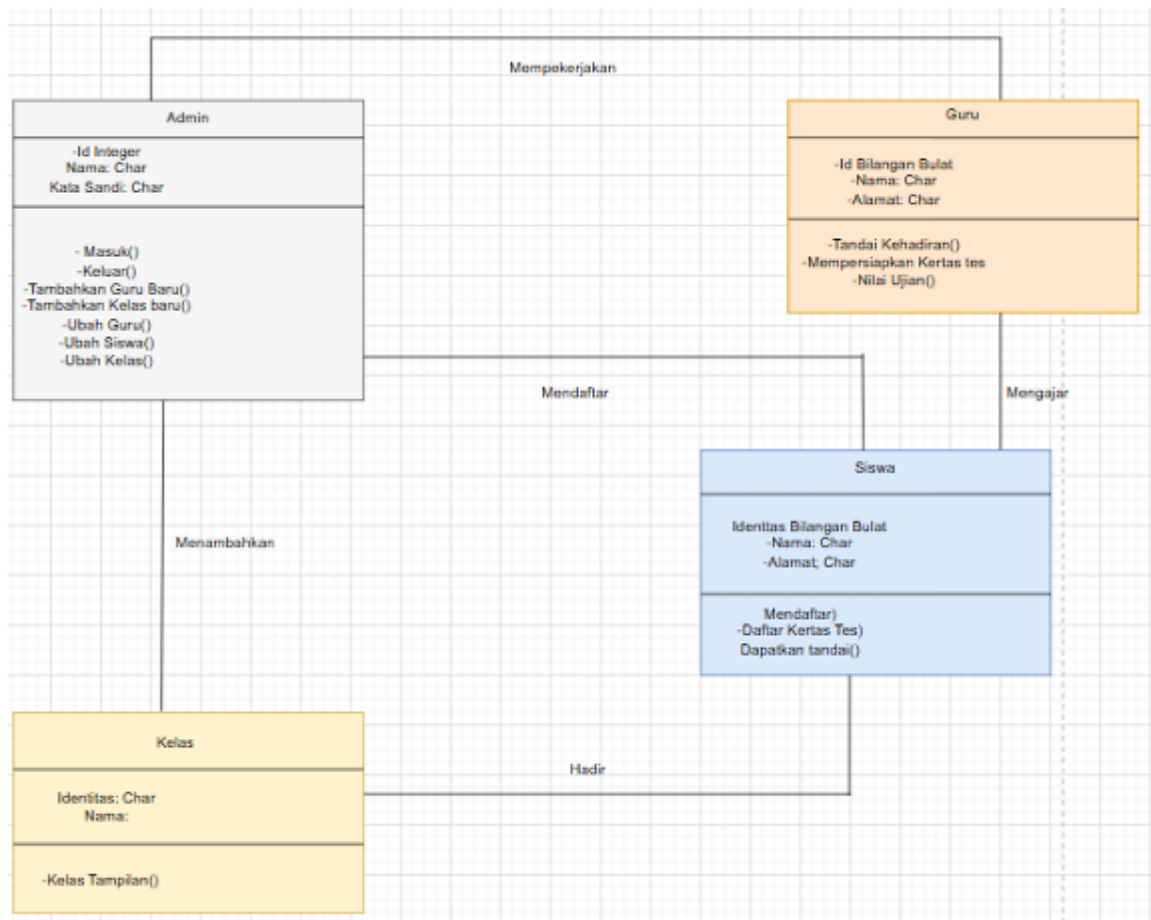 Mempekerjakan
Admin
-Id Integer
Nama: Char
Kata Sandi: Char
- Masuk()
-Keluar()
-Tambahkan Guru Baru()
-Tambahkan Kelas baru()
-Ubah Guru()
-Ubah Siswa()
-Ubah Kelas()
Guru
-Id Bilangan Bulat
-Nama: Char
-Alamat: Char
-Tandai Kehadiran()
-Mempersiapkan Kertas tes
-Nilai Ujian()
Mendaftar
Mengajar
Siswa
Identtas Bilangan Bulat
-Nama: Char
-Alamat; Char
Mendaftar)
-Daftar Kertas Tes)
Dapatkan tandai()
Menambahkan
Kelas
Identitas: Char
Nama:
-Kelas Tampilan()
Hadir